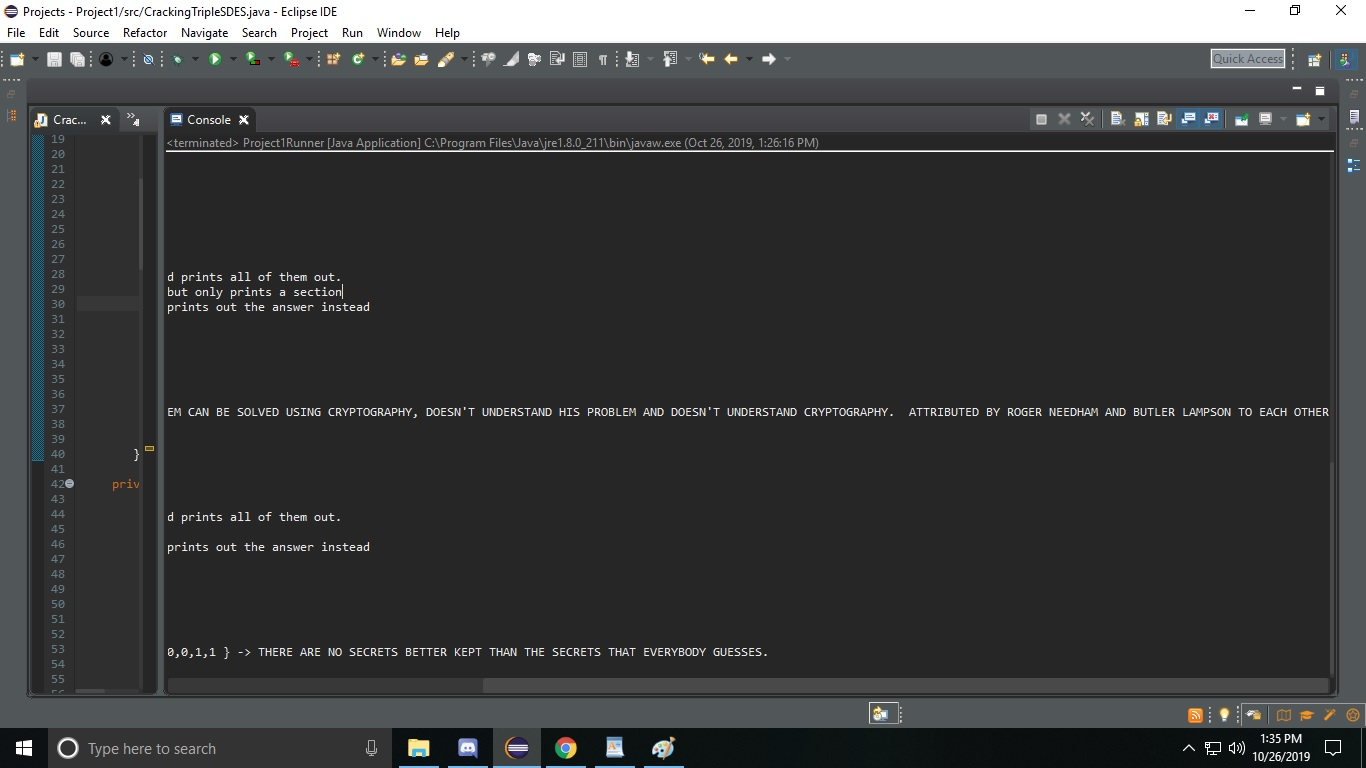 Projects - Project1/src/CrackingTripleSDES.java - Eclipse IDE
File Edit Source Refactor Navigate Search Project Run Window Help
Quick Access
Crac... Console
<terminated> Project1Runner [Java Application] C:\Program Files\Java\jre1.8.0_211\bin\javaw.exe (Oct 26, 2019, 1:26:16 PM)
19
20
21
22
23
24
25
26
27
28 d prints all of them out.
29 but only prints a section
30 prints out the answer instead
31
32
33
34
35
36
37 EM CAN BE SOLVED USING CRYPTOGRAPHY, DOESN'T UNDERSTAND HIS PROBLEM AND DOESN'T UNDERSTAND CRYPTOGRAPHY.  ATTRIBUTED BY ROGER NEEDHAM AND BUTLER LAMPSON TO EACH OTHER
38
39
40 }
41
42 priv
43
44 d prints all of them out.
45
46 prints out the answer instead
47
48
49
50
51
52
53 0,0,1,1 } -> THERE ARE NO SECRETS BETTER KEPT THAN THE SECRETS THAT EVERYBODY GUESSES.
54
55
Type here to search
1:35 PM
10/26/2019